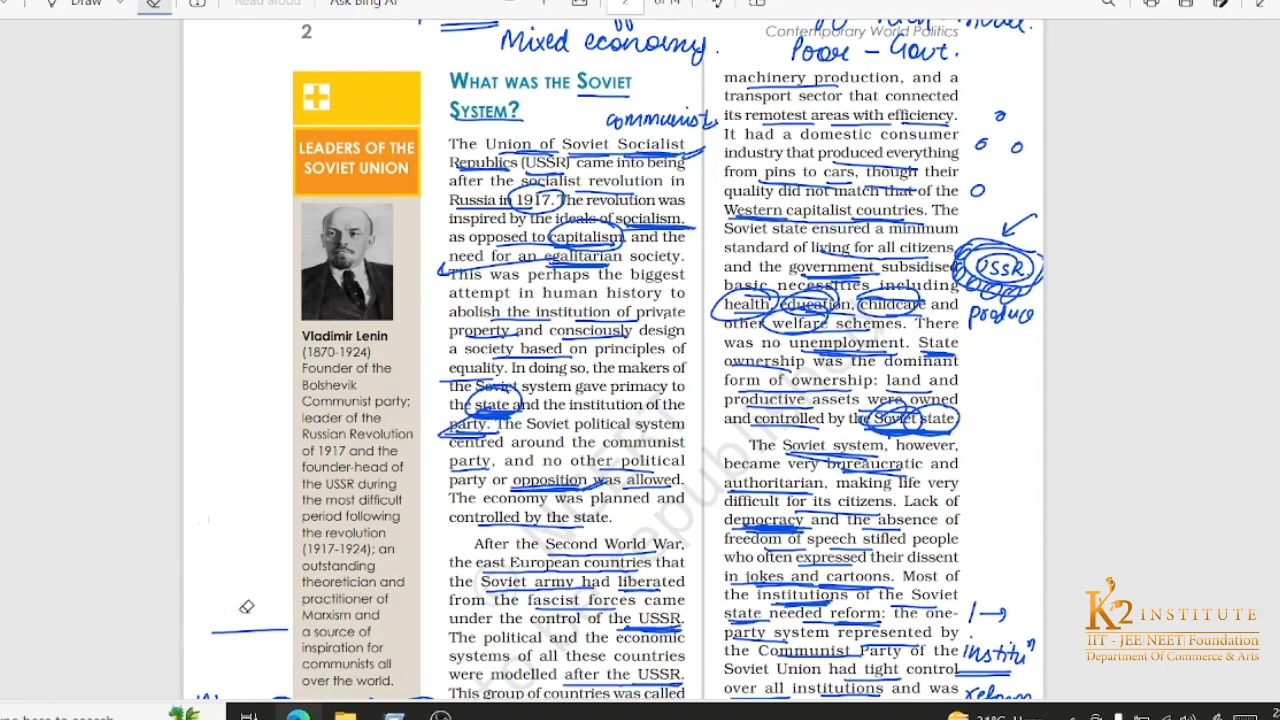 Draw
Read aloud
Ask Bing AI
2
of 14
2
Contemporary World Politics
Mixed economy.
Poor – Govt.
LEADERS OF THE
SOVIET UNION
Vladimir Lenin
(1870-1924)
Founder of the
Bolshevik
Communist party;
leader of the
Russian Revolution
of 1917 and the
founder-head of
the USSR during
the most difficult
period following
the revolution
(1917-1924); an
outstanding
theoretician and
practitioner of
Marxism and
a source of
inspiration for
communists all
over the world.
WHAT WAS THE SOVIET
SYSTEM?
communist
The Union of Soviet Socialist
Republics (USSR) came into being
after the socialist revolution in
Russia in 1917. The revolution was
inspired by the ideals of socialism,
as opposed to capitalism, and the
need for an egalitarian society.
This was perhaps the biggest
attempt in human history to
abolish the institution of private
property and consciously design
a society based on principles of
equality. In doing so, the makers of
the Soviet system gave primacy to
the state and the institution of the
party. The Soviet political system
centred around the communist
party, and no other political
party or opposition was allowed.
The economy was planned and
controlled by the state.
After the Second World War,
the east European countries that
the Soviet army had liberated
from the fascist forces came
under the control of the USSR.
The political and the economic
systems of all these countries
were modelled after the USSR.
This group of countries was called
machinery production, and a
transport sector that connected
its remotest areas with efficiency.
It had a domestic consumer
industry that produced everything
from pins to cars, though their
quality did not match that of the
Western capitalist countries. The
Soviet state ensured a minimum
standard of living for all citizens,
and the government subsidised
basic necessities including
health, education, childcare and
other welfare schemes. There
was no unemployment. State
ownership was the dominant
form of ownership: land and
productive assets were owned
and controlled by the Soviet state.
The Soviet system, however,
became very bureaucratic and
authoritarian, making life very
difficult for its citizens. Lack of
democracy and the absence of
freedom of speech stifled people
who often expressed their dissent
in jokes and cartoons. Most of
the institutions of the Soviet
state needed reform: the one-
party system represented by
the Communist Party of the
Soviet Union had tight control
over all institutions and was
USSR
produce
instituⁿ
reform
K2 INSTITUTE
IIT - JEE|NEET|Foundation
Department Of Commerce & Arts